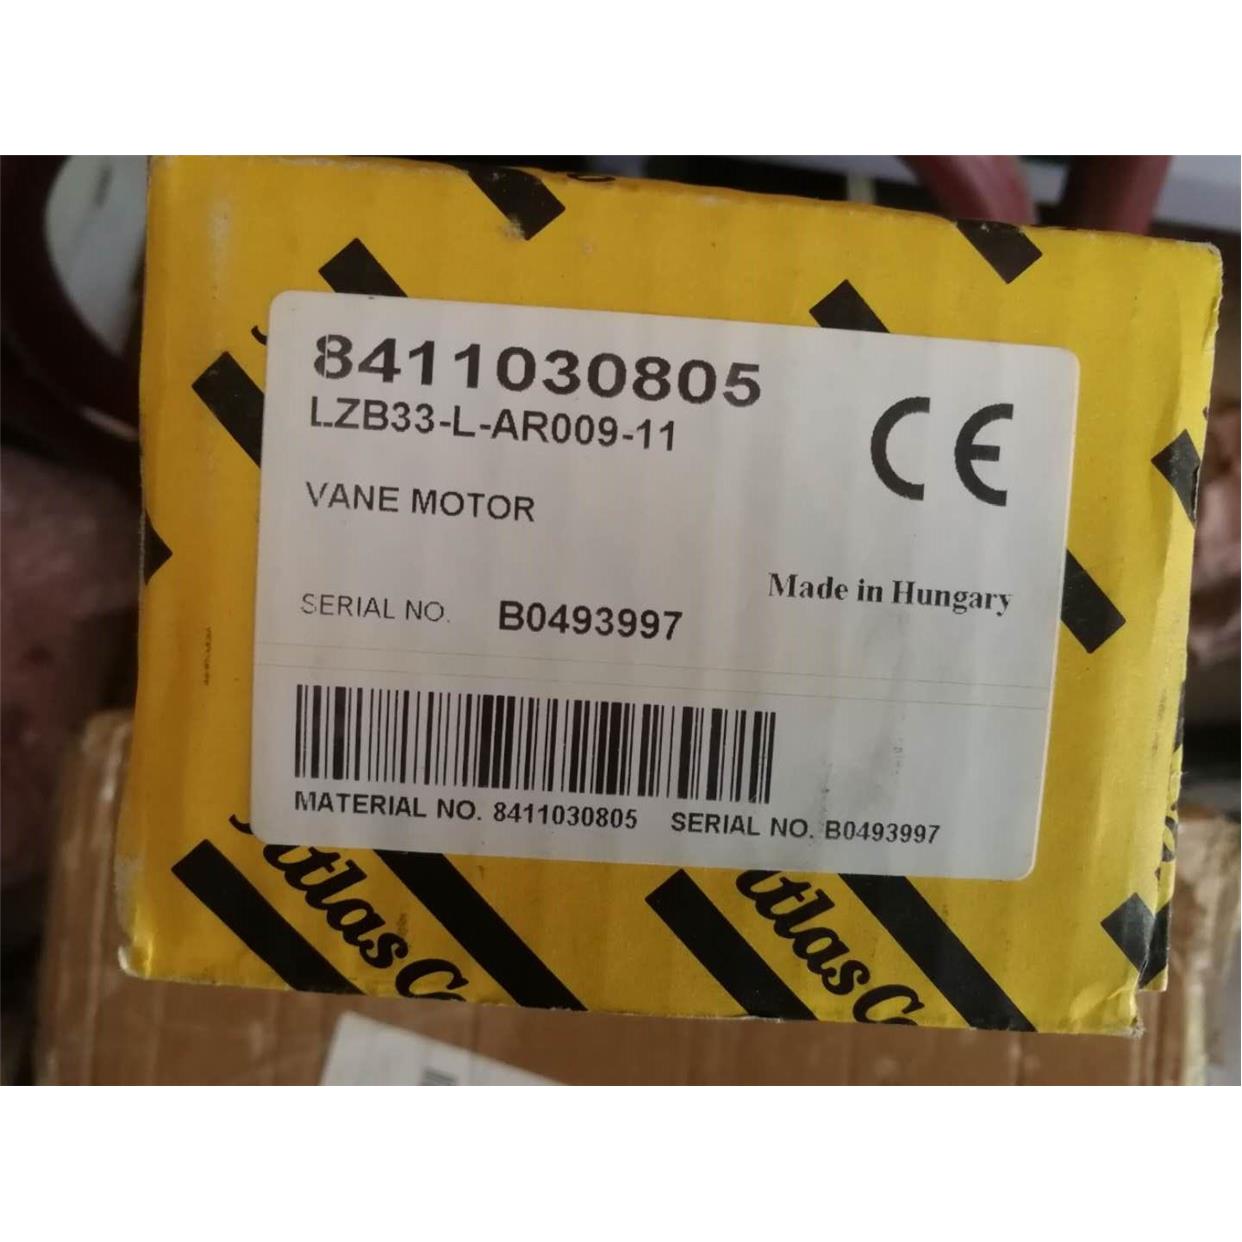 8411030805
LZB33-L-AR009-11
VANE MOTOR
SERIAL NO. B0493997
Made in Hungary
CE
MATERIAL NO. 8411030805 SERIAL NO. B0493997